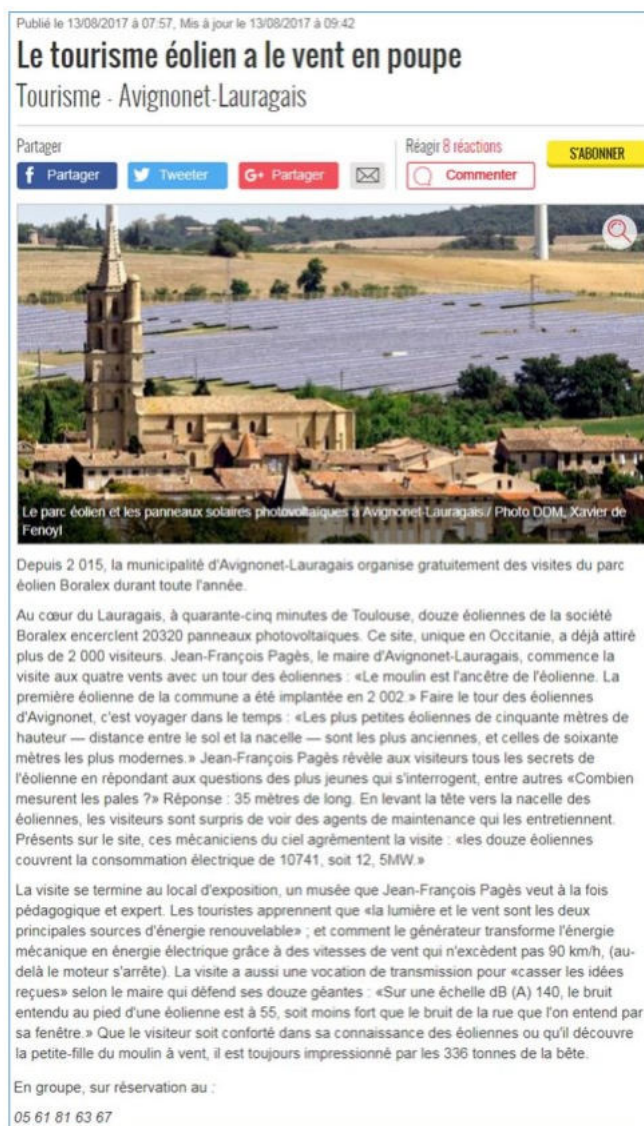 Publié le 13/08/2017 à 07:57, Mis à jour le 13/08/2017 à 09:42
Le tourisme éolien a le vent en poupe
Tourisme - Avignonet-Lauragais
Partager
Réagir 8 réactions
S'ABONNER
f Partager
Tweeter
G+ Partager
Commenter
Le parc éolien et les panneaux solaires photovoltaïques à Avignonet-Lauragais / Photo DDM, Xavier de
Fenoyl
Depuis 2 015, la municipalité d'Avignonet-Lauragais organise gratuitement des visites du parc
éolien Boralex durant toute l'année.
Au cœur du Lauragais, à quarante-cinq minutes de Toulouse, douze éoliennes de la société
Boralex encerclent 20320 panneaux photovoltaïques. Ce site, unique en Occitanie, a déjà attiré
plus de 2 000 visiteurs. Jean-François Pagès, le maire d'Avignonet-Lauragais, commence la
visite aux quatre vents avec un tour des éoliennes : «Le moulin est l'ancêtre de l'éolienne. La
première éolienne de la commune a été implantée en 2 002.» Faire le tour des éoliennes
d'Avignonet, c'est voyager dans le temps : «Les plus petites éoliennes de cinquante mètres de
hauteur — distance entre le sol et la nacelle — sont les plus anciennes, et celles de soixante
mètres les plus modernes.» Jean-François Pagès révèle aux visiteurs tous les secrets de
l'éolienne en répondant aux questions des plus jeunes qui s'interrogent, entre autres «Combien
mesurent les pales ?» Réponse : 35 mètres de long. En levant la tête vers la nacelle des
éoliennes, les visiteurs sont surpris de voir des agents de maintenance qui les entretiennent.
Présents sur le site, ces mécaniciens du ciel agrémentent la visite : «les douze éoliennes
couvrent la consommation électrique de 10741, soit 12, 5MW.»
La visite se termine au local d'exposition, un musée que Jean-François Pagès veut à la fois
pédagogique et expert. Les touristes apprennent que «la lumière et le vent sont les deux
principales sources d'énergie renouvelable» ; et comment le générateur transforme l'énergie
mécanique en énergie électrique grâce à des vitesses de vent qui n'excèdent pas 90 km/h, (au-
delà le moteur s'arrête). La visite a aussi une vocation de transmission pour «casser les idées
reçues» selon le maire qui défend ses douze géantes : «Sur une échelle dB (A) 140, le bruit
entendu au pied d'une éolienne est à 55, soit moins fort que le bruit de la rue que l'on entend par
sa fenêtre.» Que le visiteur soit conforté dans sa connaissance des éoliennes ou qu'il découvre
la petite-fille du moulin à vent, il est toujours impressionné par les 336 tonnes de la bête.
En groupe, sur réservation au :
05 61 81 63 67